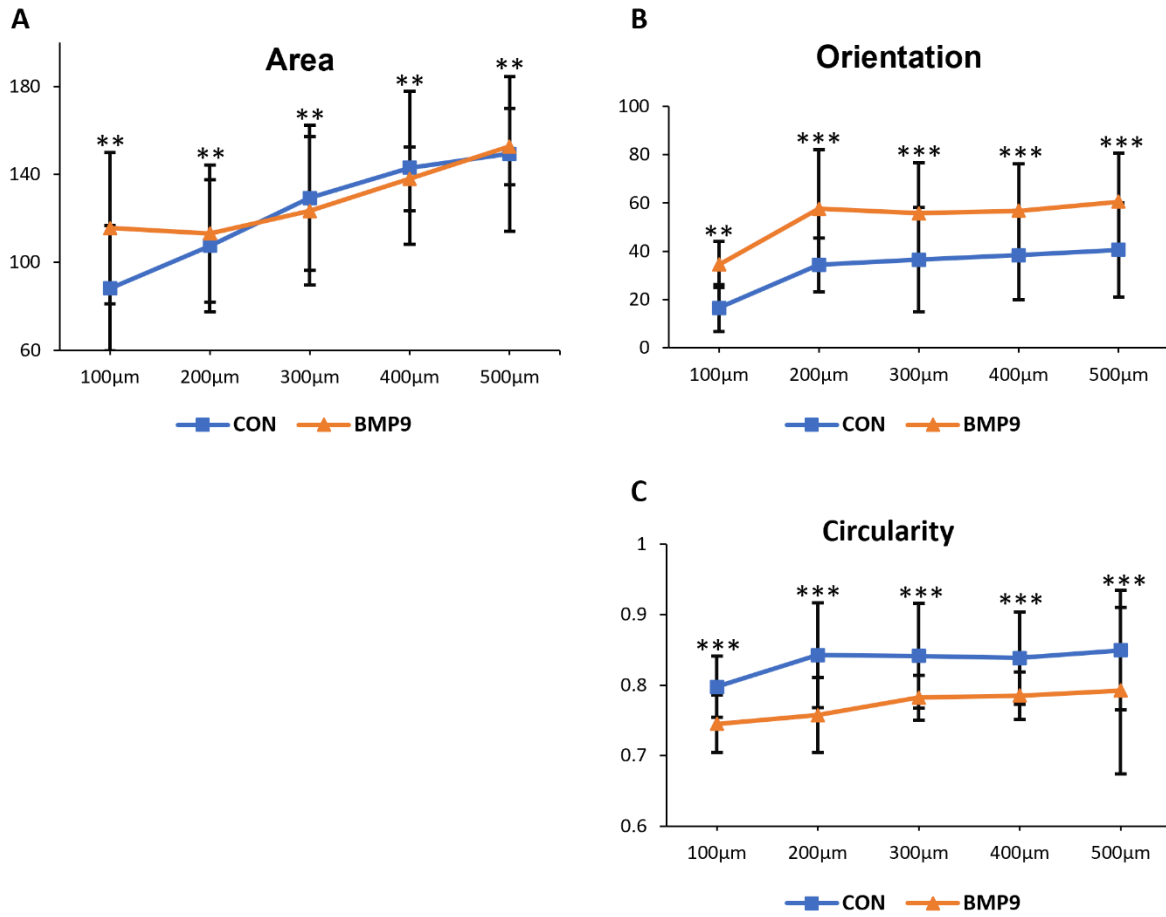 A
Area
180
140
100
60
** ** ** ** **
100µm 200µm 300µm 400µm 500µm
CON BMP9
B
Orientation
100
80
60
40
20
0
** *** *** *** ***
100µm 200µm 300µm 400µm 500µm
CON BMP9
C
Circularity
1
0.9
0.8
0.7
0.6
*** *** *** *** ***
100µm 200µm 300µm 400µm 500µm
CON BMP9